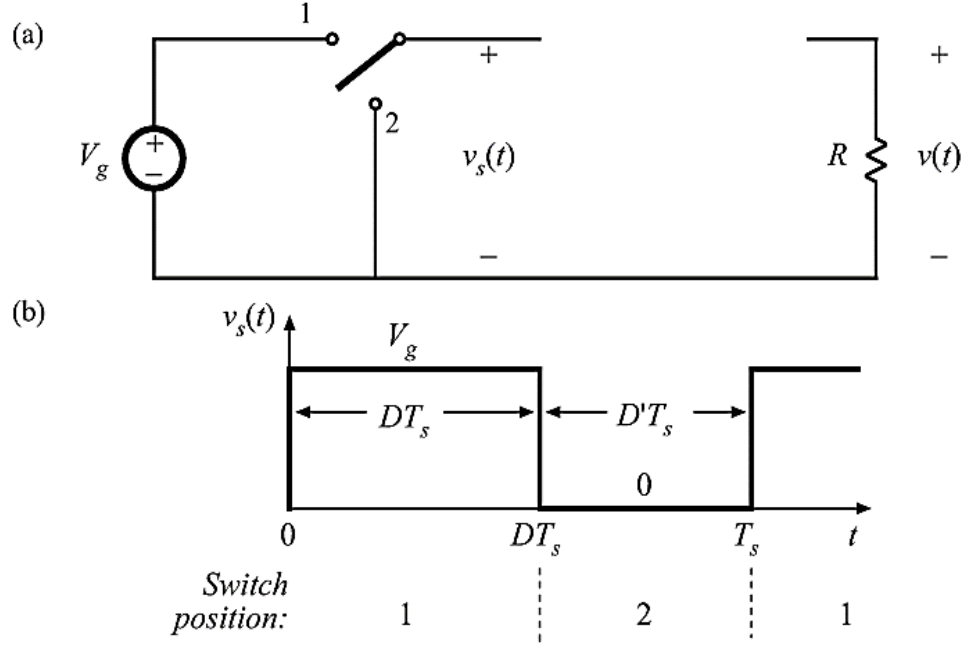 (a)
1
+ +
2
V_g + − v_s(t) R v(t)
− −
(b)
v_s(t)
V_g
DT_s D'T_s
0
0 DT_s T_s t
Switch
position: 1 2 1